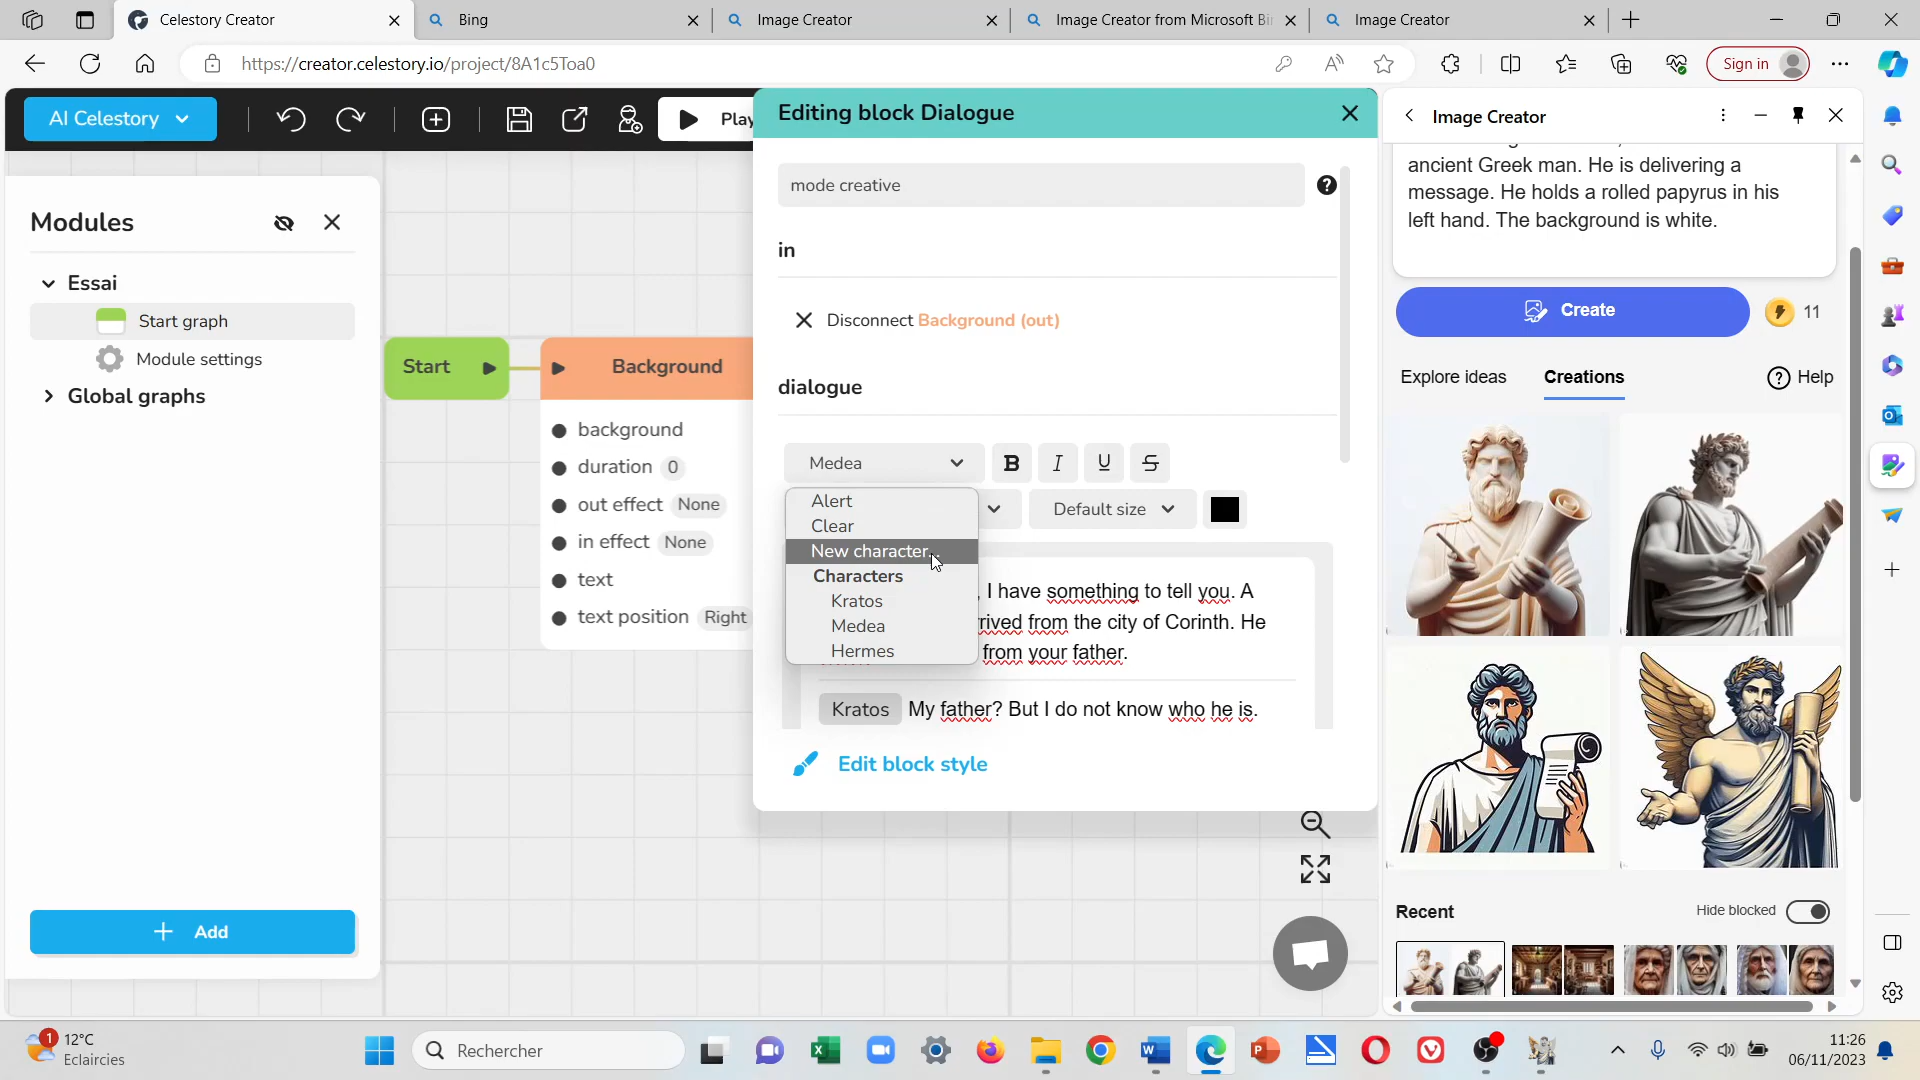 Celestory Creator
Bing
Image Creator
Image Creator from Microsoft Bi
Image Creator
https://creator.celestory.io/project/8A1c5Toa0
Sign in
AI Celestory
Play
Editing block Dialogue
Image Creator
Modules
Essai
Start graph
Module settings
Global graphs
Add
Start
Background
background
duration 0
out effect None
in effect None
text
text position Right
mode creative
in
Disconnect Background (out)
dialogue
Medea
Default size
Alert
Clear
New character...
Characters
Kratos
Medea
Hermes
, I have something to tell you. A
rrived from the city of Corinth. He
from your father.
Kratos My father? But I do not know who he is.
Edit block style
ancient Greek man. He is delivering a
message. He holds a rolled papyrus in his
left hand. The background is white.
Create
11
Explore ideas
Creations
Help
Recent
Hide blocked
1
12°C
Eclaircies
Rechercher
11:26
06/11/2023